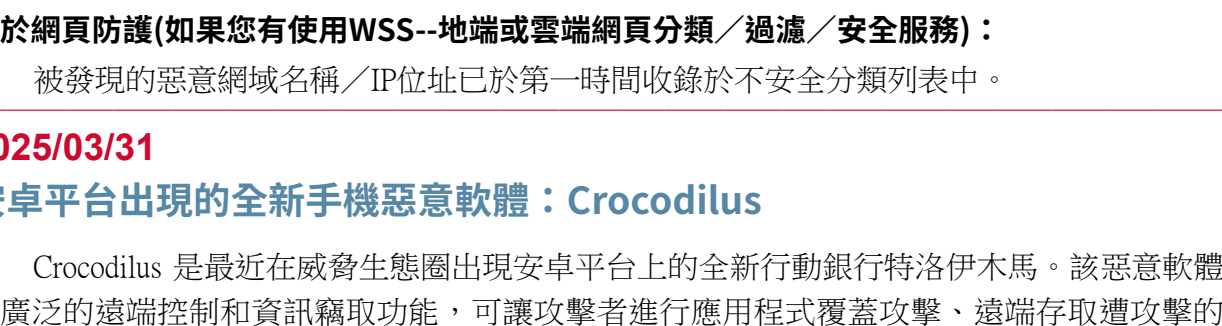 於網頁防護(如果您有使用WSS--地端或雲端網頁分類／過濾／安全服務)：
被發現的惡意網域名稱／IP位址已於第一時間收錄於不安全分類列表中。
025/03/31
卓平台出現的全新手機惡意軟體：Crocodilus
Crocodilus 是最近在威脅生態圈出現安卓平台上的全新行動銀行特洛伊木馬。該惡意軟體
廣泛的遠端控制和資訊竊取功能，可讓攻擊者進行應用程式覆蓋攻擊、遠端存取遭攻擊的